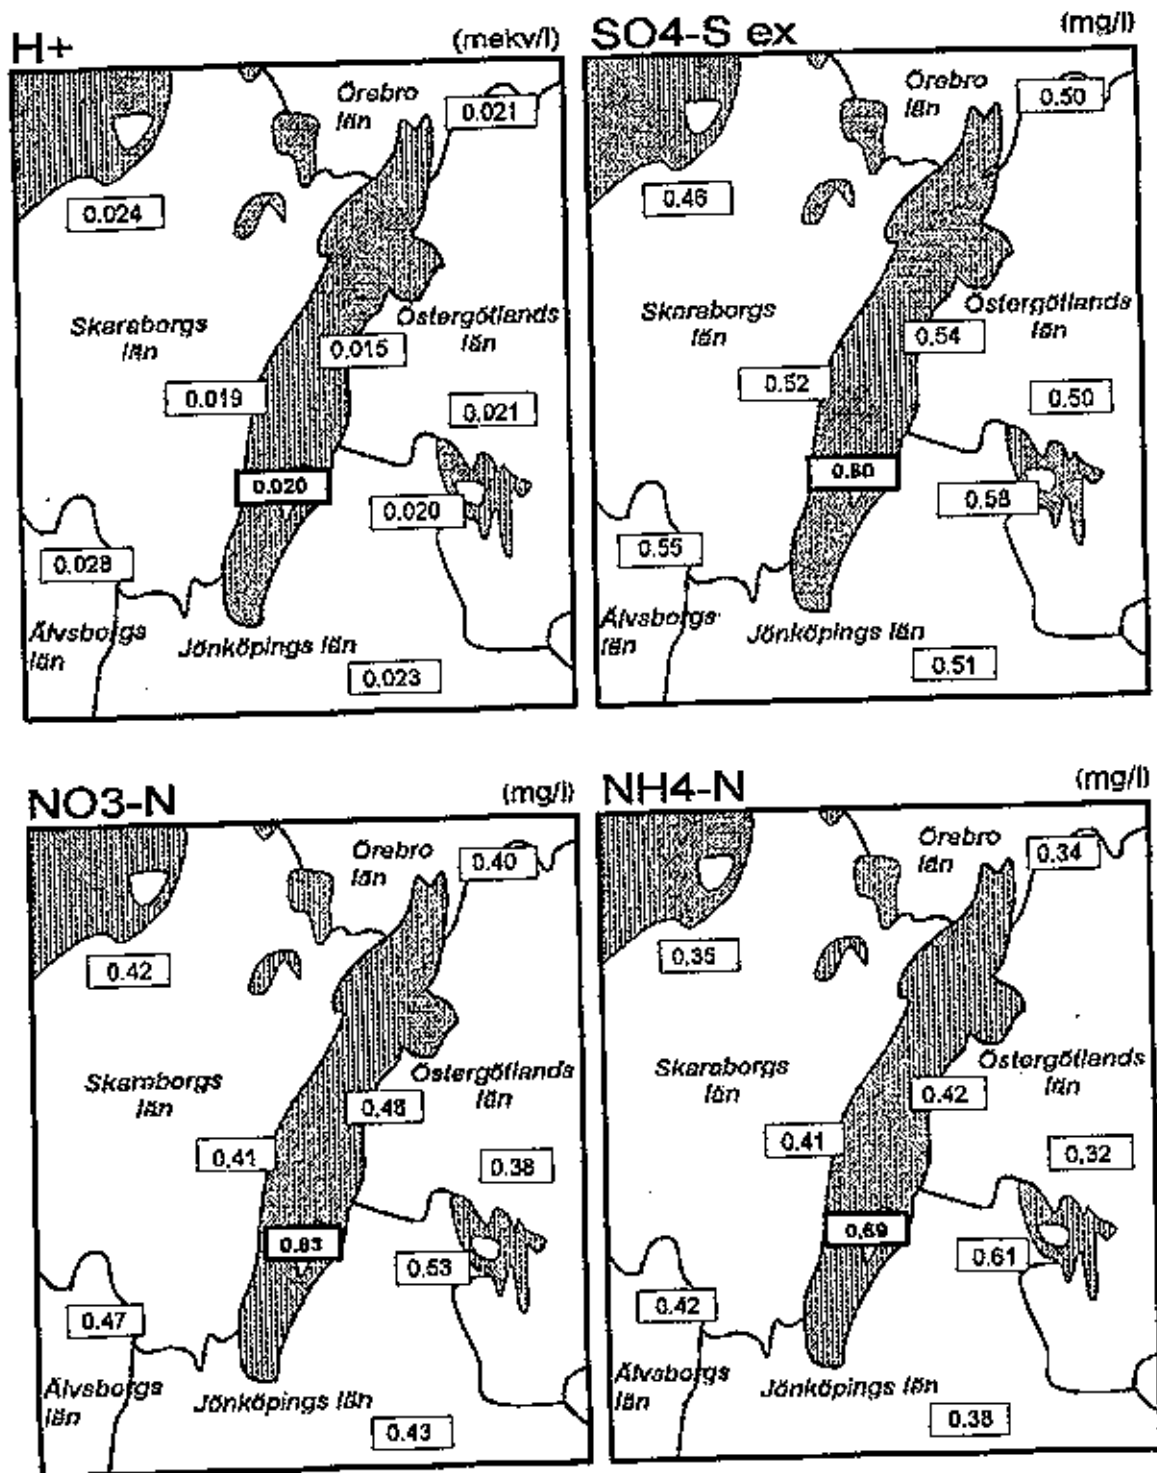 H+ (mekv/l)
Örebro
län
0.021
0.024
Skaraborgs
län
Östergötlands
län
0.015
0.019
0.021
0.020
0.020
0.028
Älvsborgs
län
Jönköpings län
0.023
SO4-S ex (mg/l)
Örebro
län
0.50
0.46
Skaraborgs
län
Östergötlands
län
0.54
0.52
0.50
0.80
0.58
0.55
Älvsborgs
län
Jönköpings län
0.51
NO3-N (mg/l)
Örebro
län
0.40
0.42
Skaraborgs
län
Östergötlands
län
0.48
0.41
0.38
0.53
0.47
Älvsborgs
län
Jönköpings län
0.43
NH4-N (mg/l)
Örebro
län
0.34
0.35
Skaraborgs
län
Östergötlands
län
0.42
0.41
0.32
0.61
0.42
Älvsborgs
län
Jönköpings län
0.38